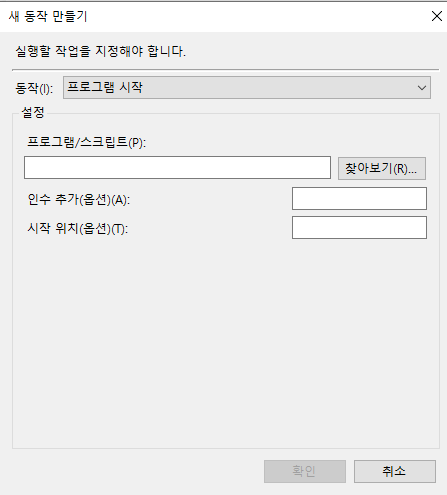 새 동작 만들기
실행할 작업을 지정해야 합니다.
동작(I): 프로그램 시작
설정
프로그램/스크립트(P):
찾아보기(R)...
인수 추가(옵션)(A):
시작 위치(옵션)(T):
확인 취소